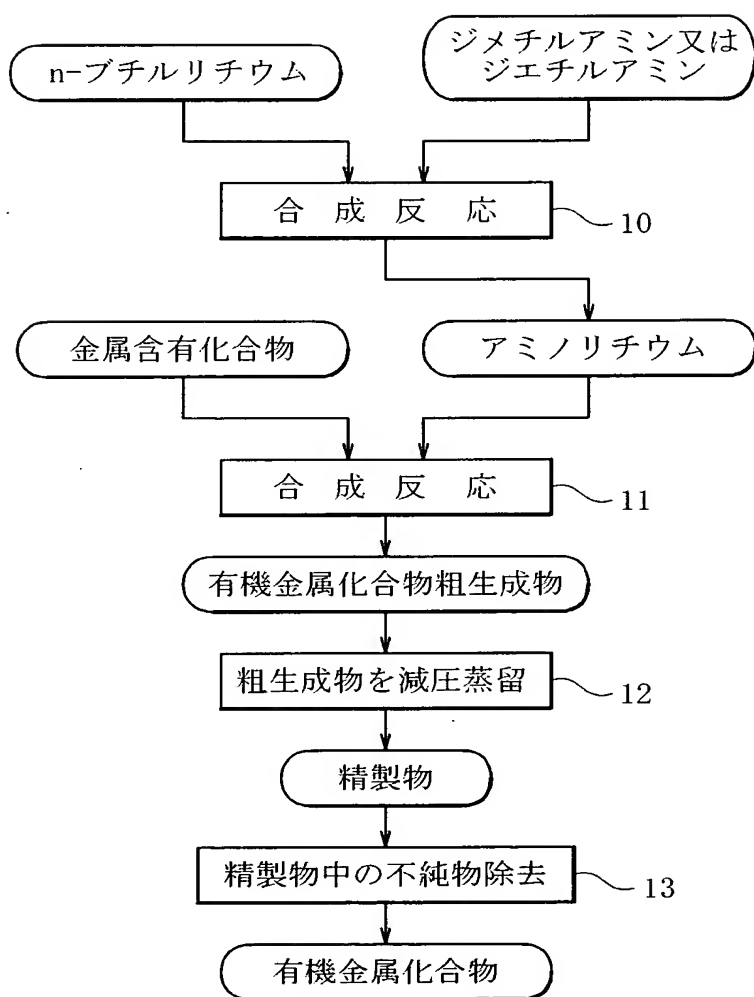 n-ブチルリチウム
ジメチルアミン又は
ジエチルアミン
合成反応
10
金属含有化合物
アミノリチウム
合成反応
11
有機金属化合物粗生成物
粗生成物を減圧蒸留
12
精製物
精製物中の不純物除去
13
有機金属化合物